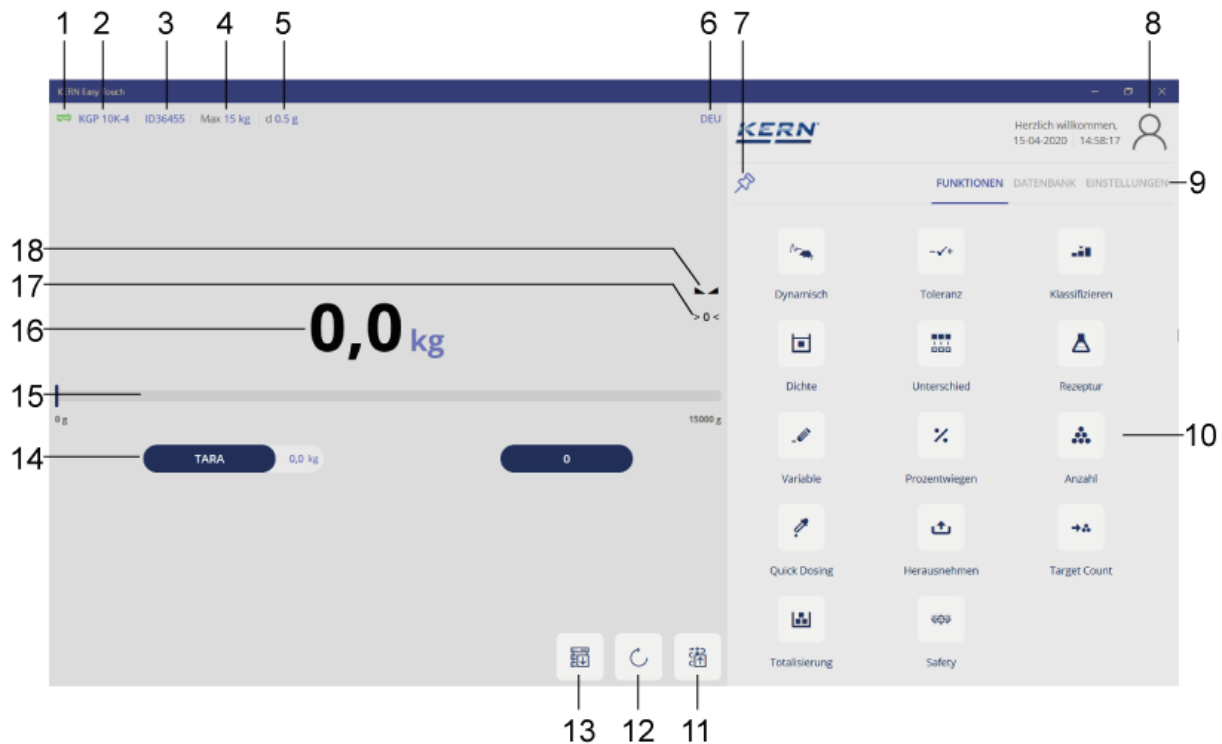 1 2 3 4 5 6 7 8
KERN Easy Touch
KGP 10K-4 ID36455 Max 15 kg d 0.5 g DEU
KERN
Herzlich willkommen,
15-04-2020 14:58:17
FUNKTIONEN DATENBANK EINSTELLUNGEN 9
18
17
16
> 0 <
0,0 kg
15
0 g 15000 g
14
TARA 0,0 kg 0
Dynamisch Toleranz Klassifizieren
Dichte Unterschied Rezeptur
10
Variable Prozentwiegen Anzahl
Quick Dosing Herausnehmen Target Count
Totalisierung Safety
13 12 11